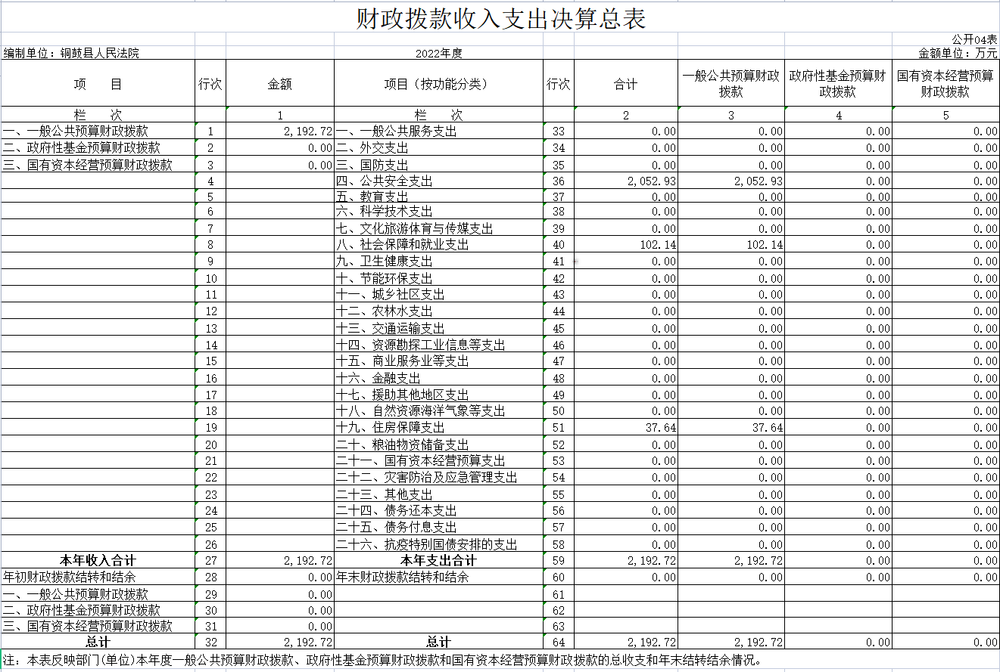 财政拨款收入支出决算总表
公开04表
编制单位：铜鼓县人民法院 2022年度 金额单位：万元
项 目 行次 金额 项目（按功能分类） 行次 合计 一般公共预算财政拨款 政府性基金预算财政拨款 国有资本经营预算财政拨款
栏 次 1 栏 次 2 3 4 5
一、一般公共预算财政拨款 1 2,192.72 一、一般公共服务支出 33 0.00 0.00 0.00 0.00
二、政府性基金预算财政拨款 2 0.00 二、外交支出 34 0.00 0.00 0.00 0.00
三、国有资本经营预算财政拨款 3 0.00 三、国防支出 35 0.00 0.00 0.00 0.00
4 四、公共安全支出 36 2,052.93 2,052.93 0.00 0.00
5 五、教育支出 37 0.00 0.00 0.00 0.00
6 六、科学技术支出 38 0.00 0.00 0.00 0.00
7 七、文化旅游体育与传媒支出 39 0.00 0.00 0.00 0.00
8 八、社会保障和就业支出 40 102.14 102.14 0.00 0.00
9 九、卫生健康支出 41 0.00 0.00 0.00 0.00
10 十、节能环保支出 42 0.00 0.00 0.00 0.00
11 十一、城乡社区支出 43 0.00 0.00 0.00 0.00
12 十二、农林水支出 44 0.00 0.00 0.00 0.00
13 十三、交通运输支出 45 0.00 0.00 0.00 0.00
14 十四、资源勘探工业信息等支出 46 0.00 0.00 0.00 0.00
15 十五、商业服务业等支出 47 0.00 0.00 0.00 0.00
16 十六、金融支出 48 0.00 0.00 0.00 0.00
17 十七、援助其他地区支出 49 0.00 0.00 0.00 0.00
18 十八、自然资源海洋气象等支出 50 0.00 0.00 0.00 0.00
19 十九、住房保障支出 51 37.64 37.64 0.00 0.00
20 二十、粮油物资储备支出 52 0.00 0.00 0.00 0.00
21 二十一、国有资本经营预算支出 53 0.00 0.00 0.00 0.00
22 二十二、灾害防治及应急管理支出 54 0.00 0.00 0.00 0.00
23 二十三、其他支出 55 0.00 0.00 0.00 0.00
24 二十四、债务还本支出 56 0.00 0.00 0.00 0.00
25 二十五、债务付息支出 57 0.00 0.00 0.00 0.00
26 二十六、抗疫特别国债安排的支出 58 0.00 0.00 0.00 0.00
本年收入合计 27 2,192.72 本年支出合计 59 2,192.72 2,192.72 0.00 0.00
年初财政拨款结转和结余 28 0.00 年末财政拨款结转和结余 60 0.00 0.00 0.00 0.00
一、一般公共预算财政拨款 29 0.00 61
二、政府性基金预算财政拨款 30 0.00 62
三、国有资本经营预算财政拨款 31 0.00 63
总计 32 2,192.72 总计 64 2,192.72 2,192.72 0.00 0.00
注：本表反映部门(单位)本年度一般公共预算财政拨款、政府性基金预算财政拨款和国有资本经营预算财政拨款的总收支和年末结转结余情况。